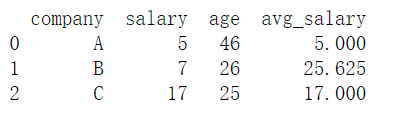 company salary age avg_salary
0 A 5 46 5.000
1 B 7 26 25.625
2 C 17 25 17.000